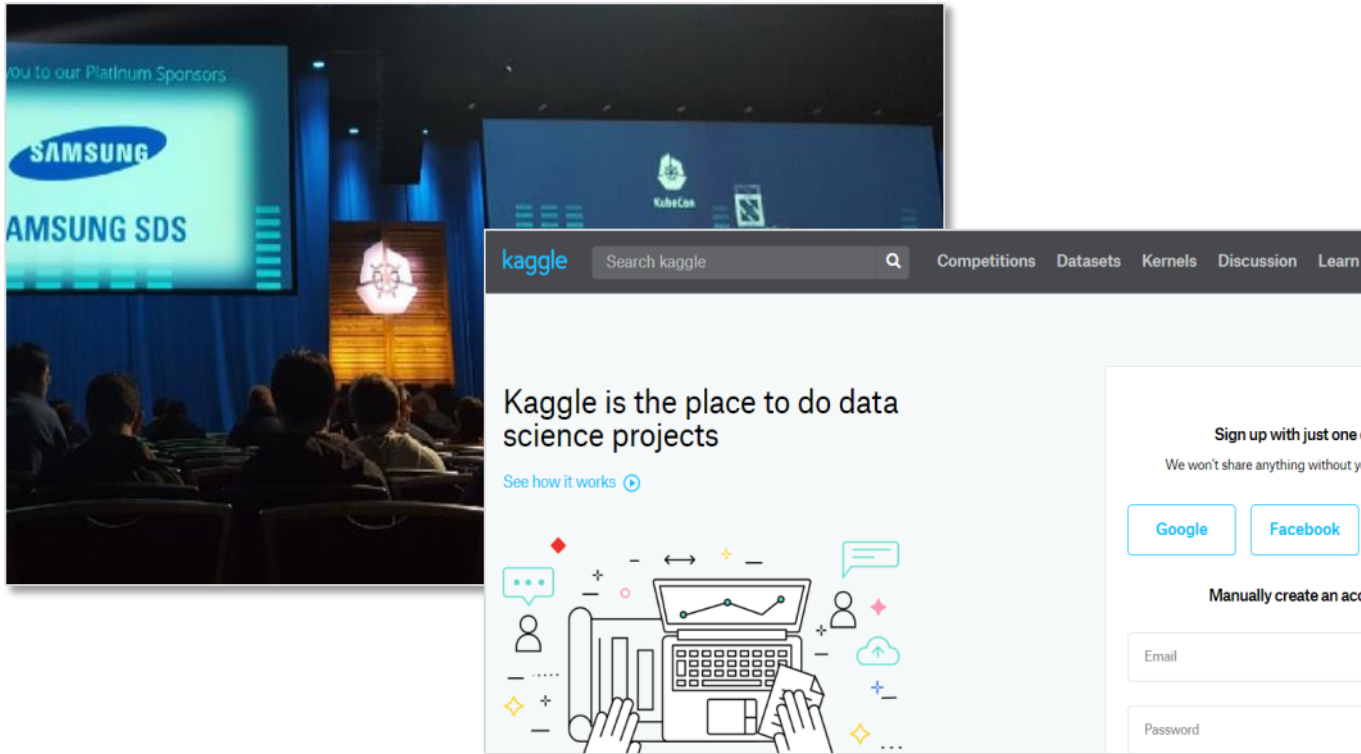 you to our Platinum Sponsors
SAMSUNG
AMSUNG SDS
KubeCon
kaggle
Search kaggle
Competitions Datasets Kernels Discussion Learn
Kaggle is the place to do data
science projects
See how it works
Sign up with just one
We won't share anything without
Google
Facebook
Manually create an
Email
Password